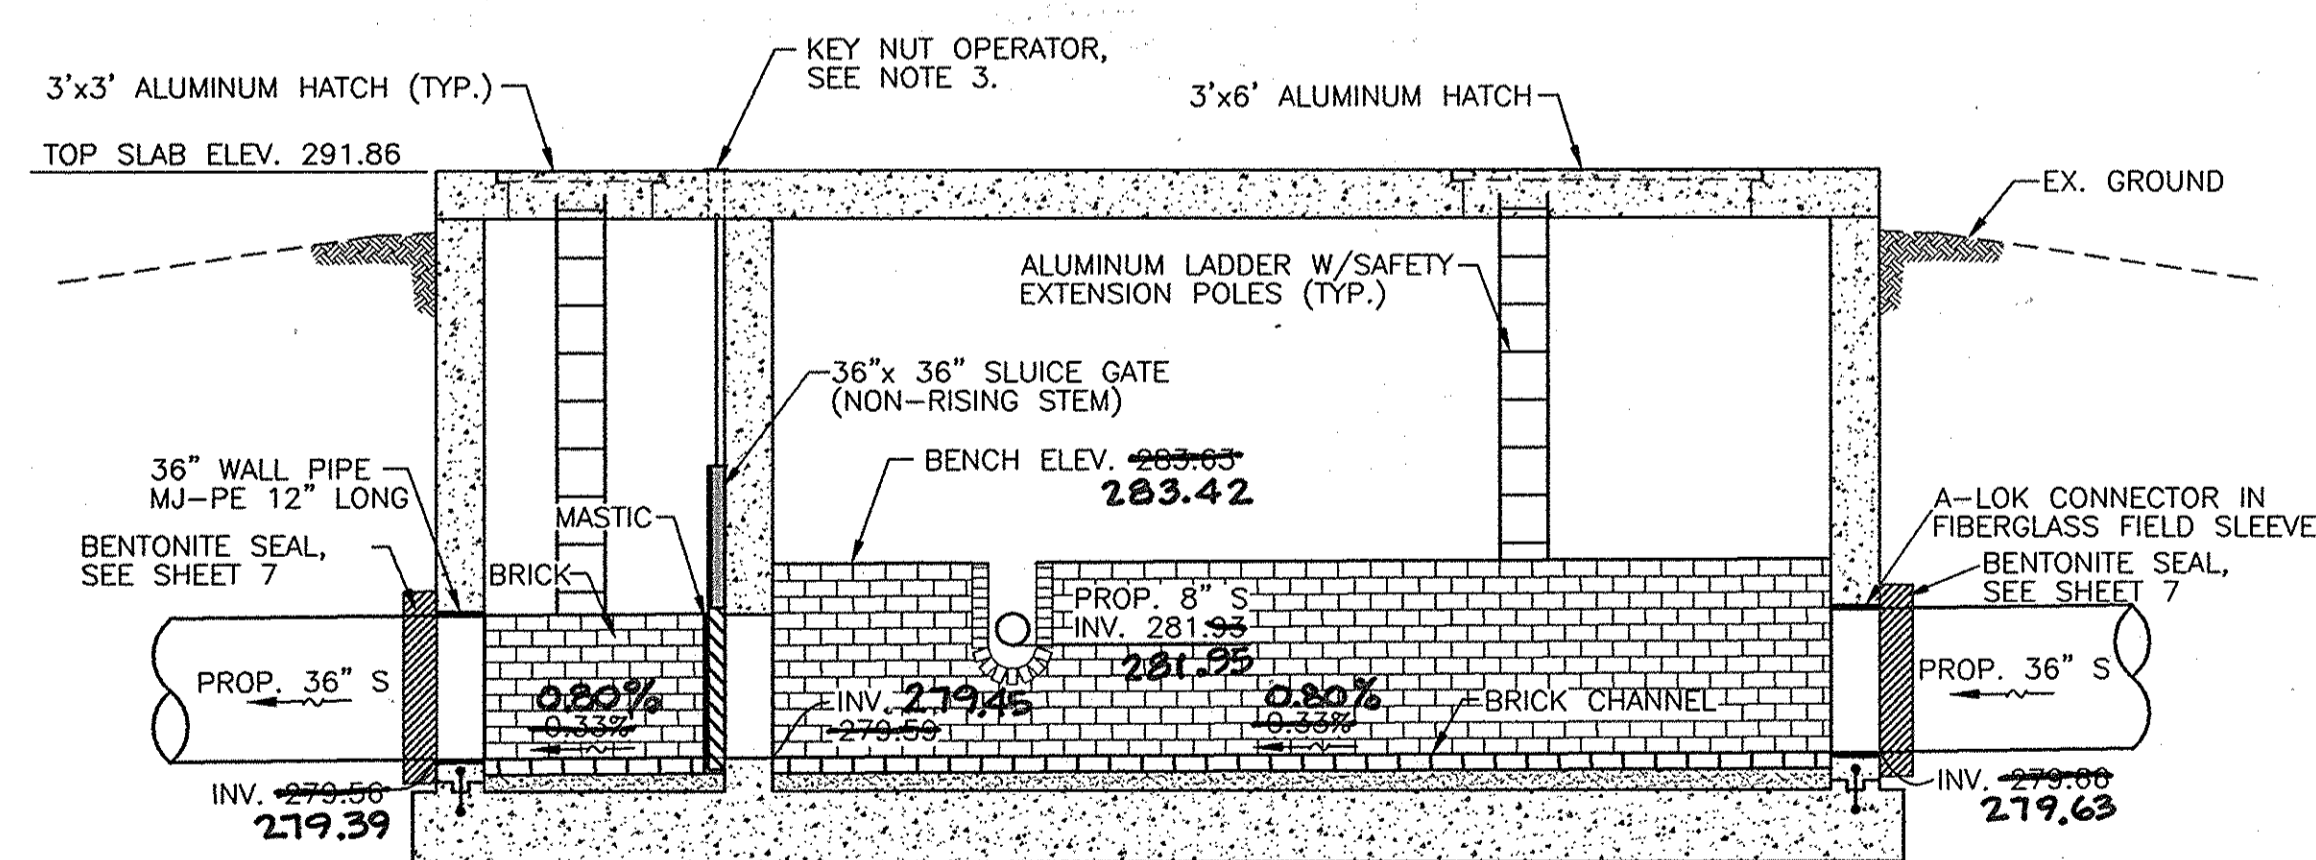 KEY NUT OPERATOR,
SEE NOTE 3.
3'x3' ALUMINUM HATCH (TYP.)
3'x6' ALUMINUM HATCH
TOP SLAB ELEV. 291.86
EX. GROUND
ALUMINUM LADDER W/SAFETY
EXTENSION POLES (TYP.)
36"x 36" SLUICE GATE
(NON-RISING STEM)
36" WALL PIPE
MJ-PE 12" LONG
BENCH ELEV. 283.63
283.42
MASTIC
A-LOK CONNECTOR IN
FIBERGLASS FIELD SLEEVE
BENTONITE SEAL,
SEE SHEET 7
BRICK
BENTONITE SEAL,
SEE SHEET 7
PROP. 8" S
INV. 281.93
281.95
PROP. 36" S
0.80%
0.33%
INV. 279.45
279.59
0.80%
0.33%
BRICK CHANNEL
PROP. 36" S
INV. 279.56
279.39
INV.
279.63